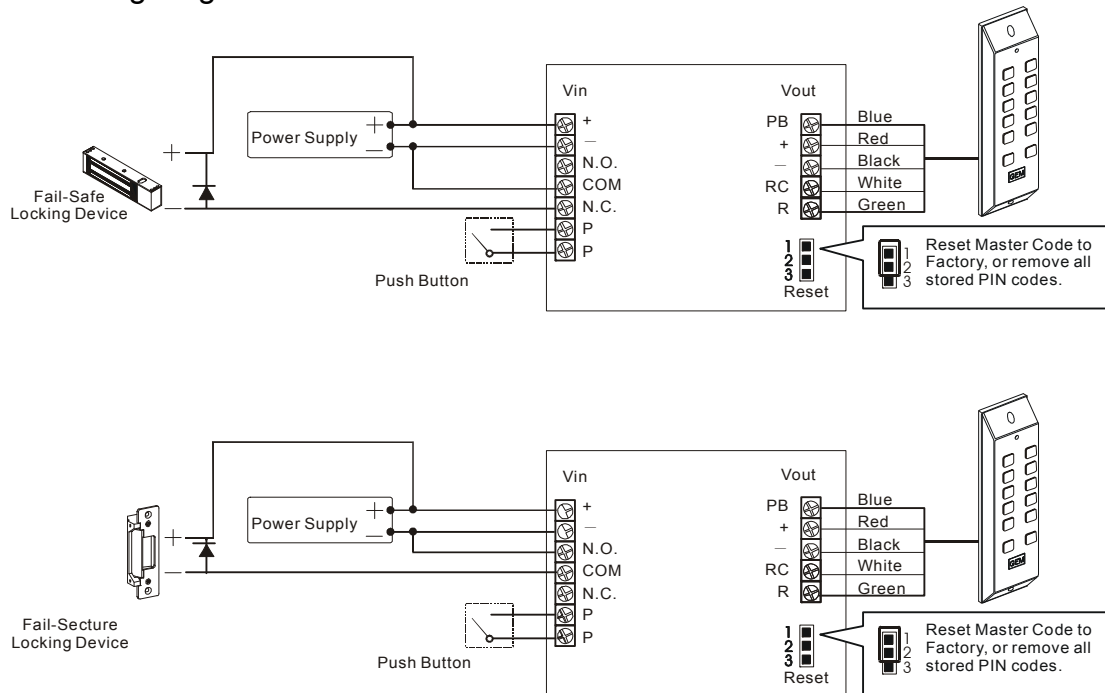 Vin
Vout
+
—
N.O.
COM
N.C.
P
P
PB
+
—
RC
R
Blue
Red
Black
White
Green
Power Supply
+
—
+
—
Fail-Safe
Locking Device
Push Button
1
2
3
Reset
1
2
3
Reset Master Code to
Factory, or remove all
stored PIN codes.
GEM
Vin
Vout
+
—
N.O.
COM
N.C.
P
P
PB
+
—
RC
R
Blue
Red
Black
White
Green
Power Supply
+
—
+
—
Fail-Secture
Locking Device
Push Button
1
2
3
Reset
1
2
3
Reset Master Code to
Factory, or remove all
stored PIN codes.
GEM